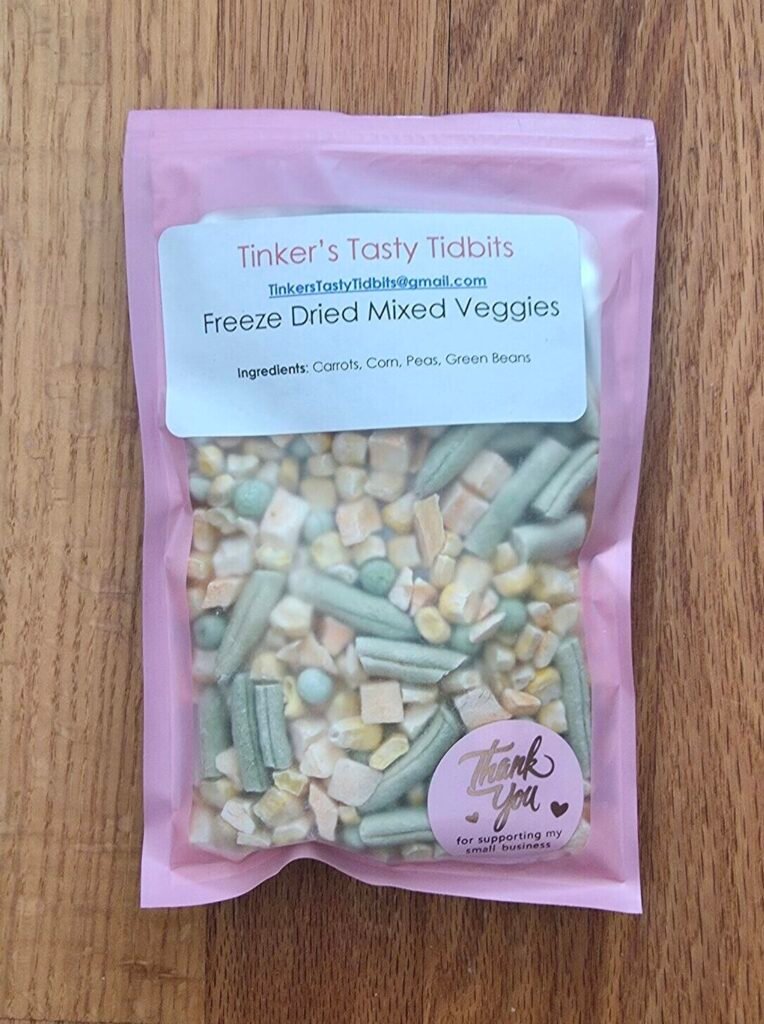 Tinker's Tasty Tidbits
TinkersTastyTidbits@gmail.com
Freeze Dried Mixed Veggies
Ingredients: Carrots, Corn, Peas, Green Beans
Thank
You
for supporting my
small business